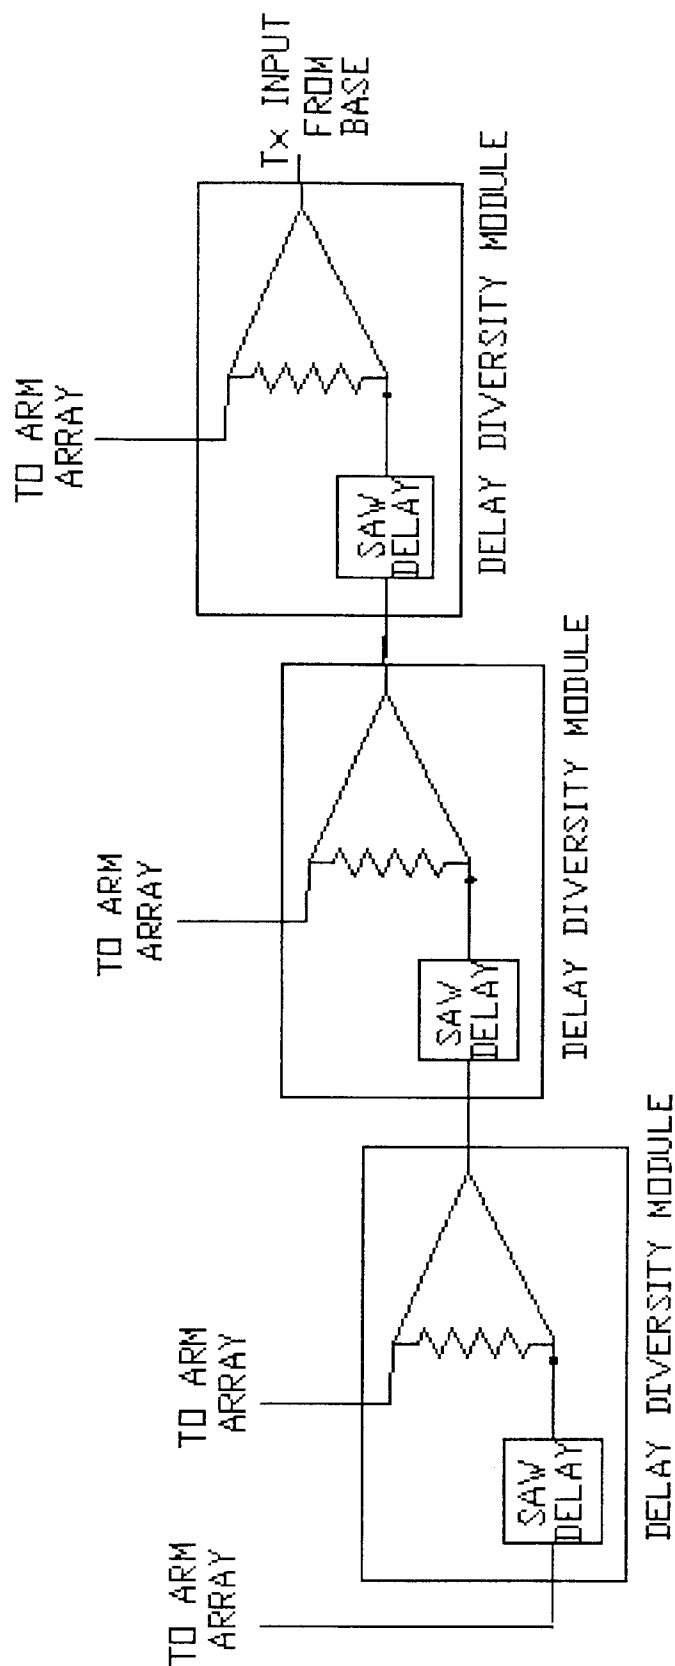 Tx INPUT
FROM
BASE
TO ARM
ARRAY
SAW
DELAY
DELAY DIVERSITY MODULE
TO ARM
ARRAY
SAW
DELAY
DELAY DIVERSITY MODULE
TO ARM
ARRAY
SAW
DELAY
DELAY DIVERSITY MODULE
TO ARM
ARRAY